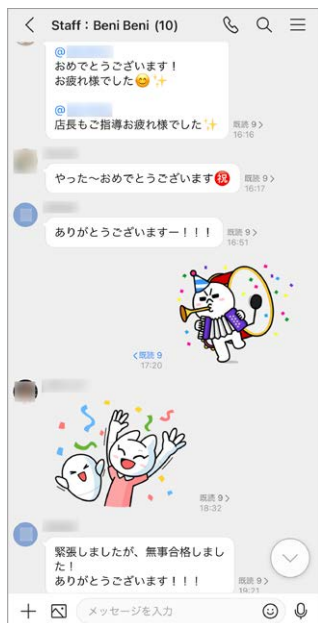 Staff：Beni Beni (10)
@
おめでとうございます！
お疲れ様でした😊✨
@
店長もご指導お疲れ様でした✨
既読 9
16:16
やった〜おめでとうございます㊗
既読 9
16:17
ありがとうございますー！！！
既読 9
16:51
既読 9
17:20
既読 9
18:32
緊張しましたが、無事合格しまし
た！
ありがとうございます！！！
既読 9
19:21
メッセージを入力